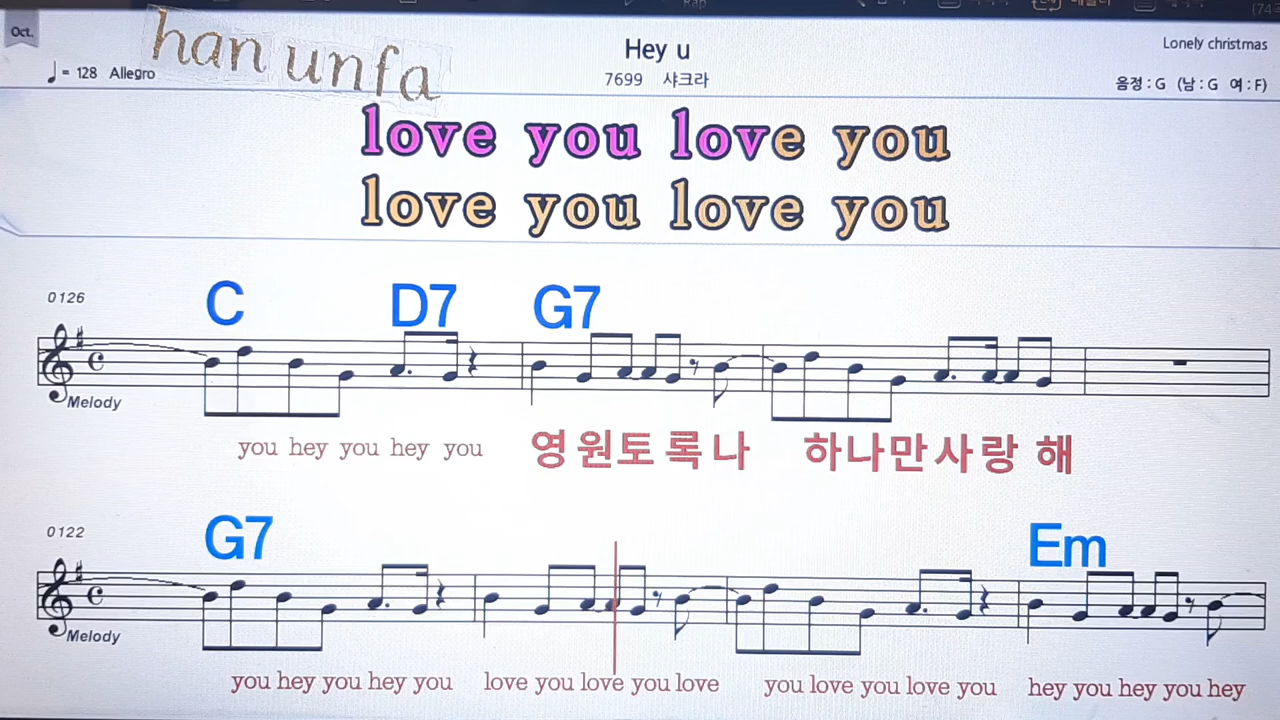 Rap
(74
Oct.
han unfa
Hey u
Lonely christmas
♩ = 128 Allegro
7699 샤크라
음정 : G (남 : G 여 : F)
love you love you
love you love you
0126
C D7 G7
Melody
you hey you hey you 영원토록나 하나만사랑 해
0122
G7 Em
Melody
you hey you hey you love you love you love you love you love you hey you hey you hey